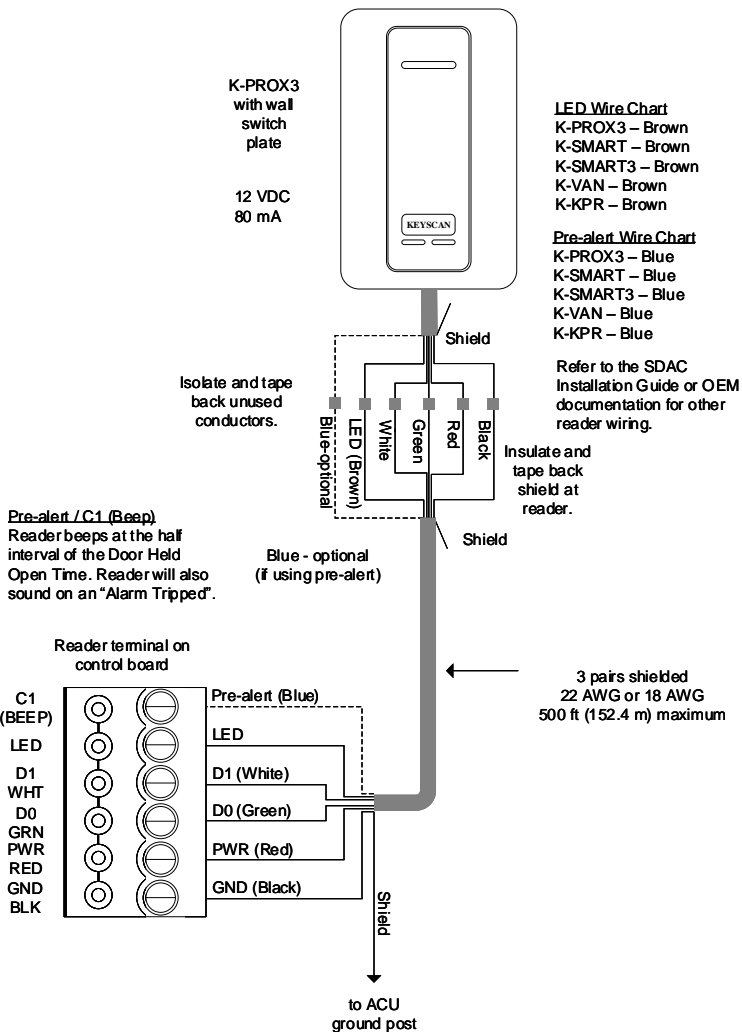 K-PROX3
with wall
switch
plate
12 VDC
80 mA
KEYSCAN
LED Wire Chart
K-PROX3 – Brown
K-SMART – Brown
K-SMART3 – Brown
K-VAN – Brown
K-KPR – Brown
Pre-alert Wire Chart
K-PROX3 – Blue
K-SMART – Blue
K-SMART3 – Blue
K-VAN – Blue
K-KPR – Blue
Refer to the SDAC
Installation Guide or OEM
documentation for other
reader wiring.
Shield
Isolate and tape
back unused
conductors.
Blue-optional
LED (Brown)
White
Green
Red
Black
Insulate and
tape back
shield at
reader.
Shield
Pre-alert / C1 (Beep)
Reader beeps at the half
interval of the Door Held
Open Time. Reader will also
sound on an “Alarm Tripped”.
Blue - optional
(if using pre-alert)
3 pairs shielded
22 AWG or 18 AWG
500 ft (152.4 m) maximum
Reader terminal on
control board
C1
(BEEP)
LED
D1
WHT
D0
GRN
PWR
RED
GND
BLK
Pre-alert (Blue)
LED
D1 (White)
D0 (Green)
PWR (Red)
GND (Black)
Shield
to ACU
ground post